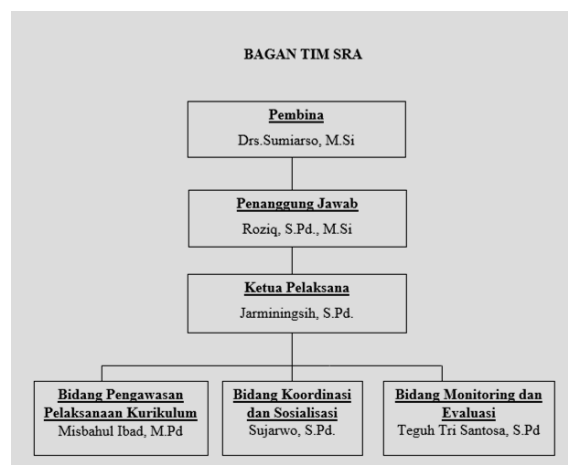 BAGAN TIM SRA
Pembina
Drs.Sumiarso, M.Si
Penanggung Jawab
Roziq, S.Pd., M.Si
Ketua Pelaksana
Jarminingsih, S.Pd.
Bidang Pengawasan
Pelaksanaan Kurikulum
Misbahul Ibad, M.Pd
Bidang Koordinasi
dan Sosialisasi
Sujarwo, S.Pd.
Bidang Monitoring dan
Evaluasi
Teguh Tri Santosa, S.Pd